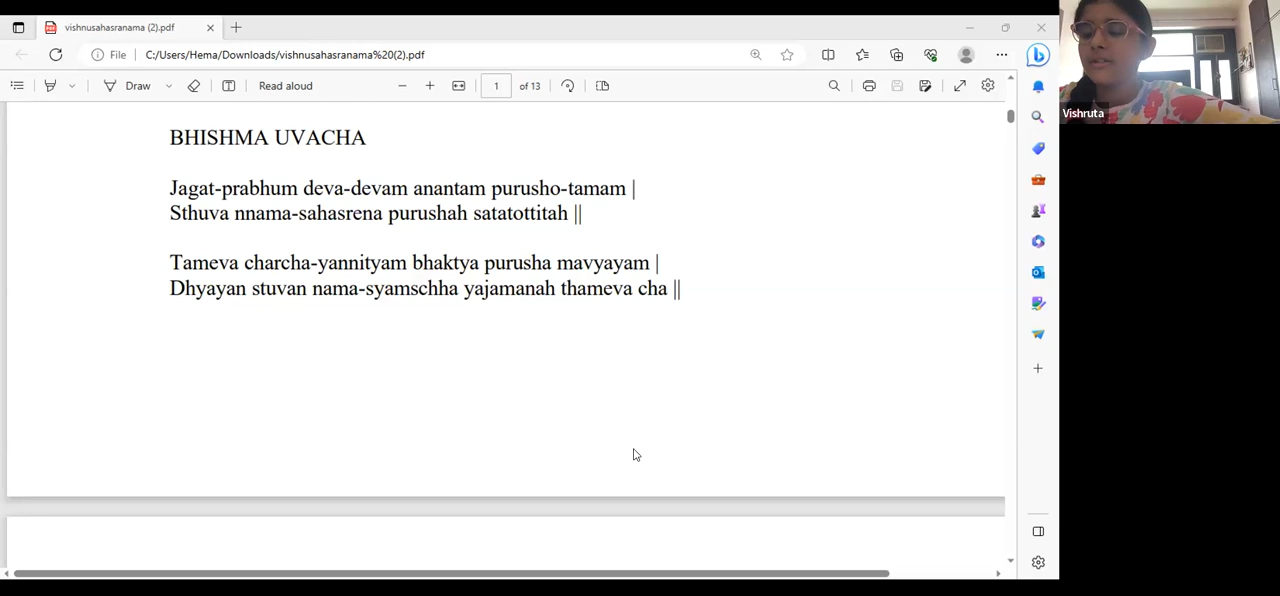 vishnusahasranama (2).pdf
File
C:/Users/Hema/Downloads/vishnusahasranama%20(2).pdf
Draw
Read aloud
1
of 13
Vishruta
BHISHMA UVACHA
Jagat-prabhum deva-devam anantam purusho-tamam |
Sthuva nnama-sahasrena purushah satatottitah ||
Tameva charcha-yannityam bhaktya purusha mavyayam |
Dhyayan stuvan nama-syamschha yajamanah thameva cha ||